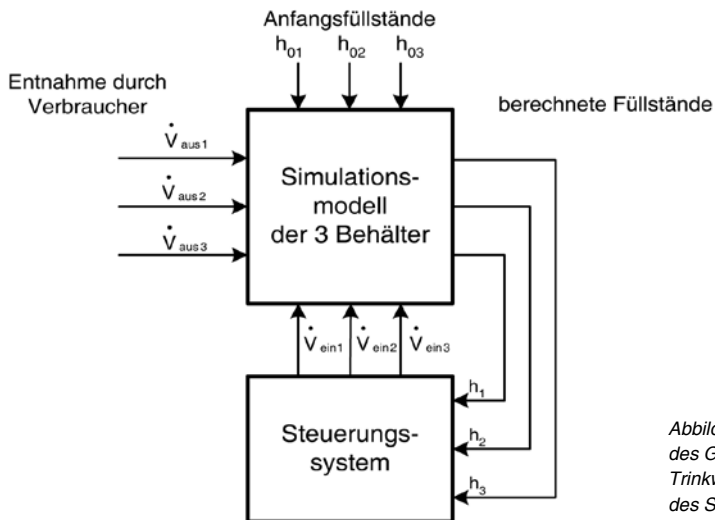 Anfangsfüllstände
h01 h02 h03
Entnahme durch
Verbraucher
berechnete Füllstände
V̇aus1
V̇aus2
V̇aus3
Simulations-
modell
der 3 Behälter
V̇ein1 V̇ein2 V̇ein3
Steuerungs-
system
h1
h2
h3
Abbild
des G
Trinkv
des S